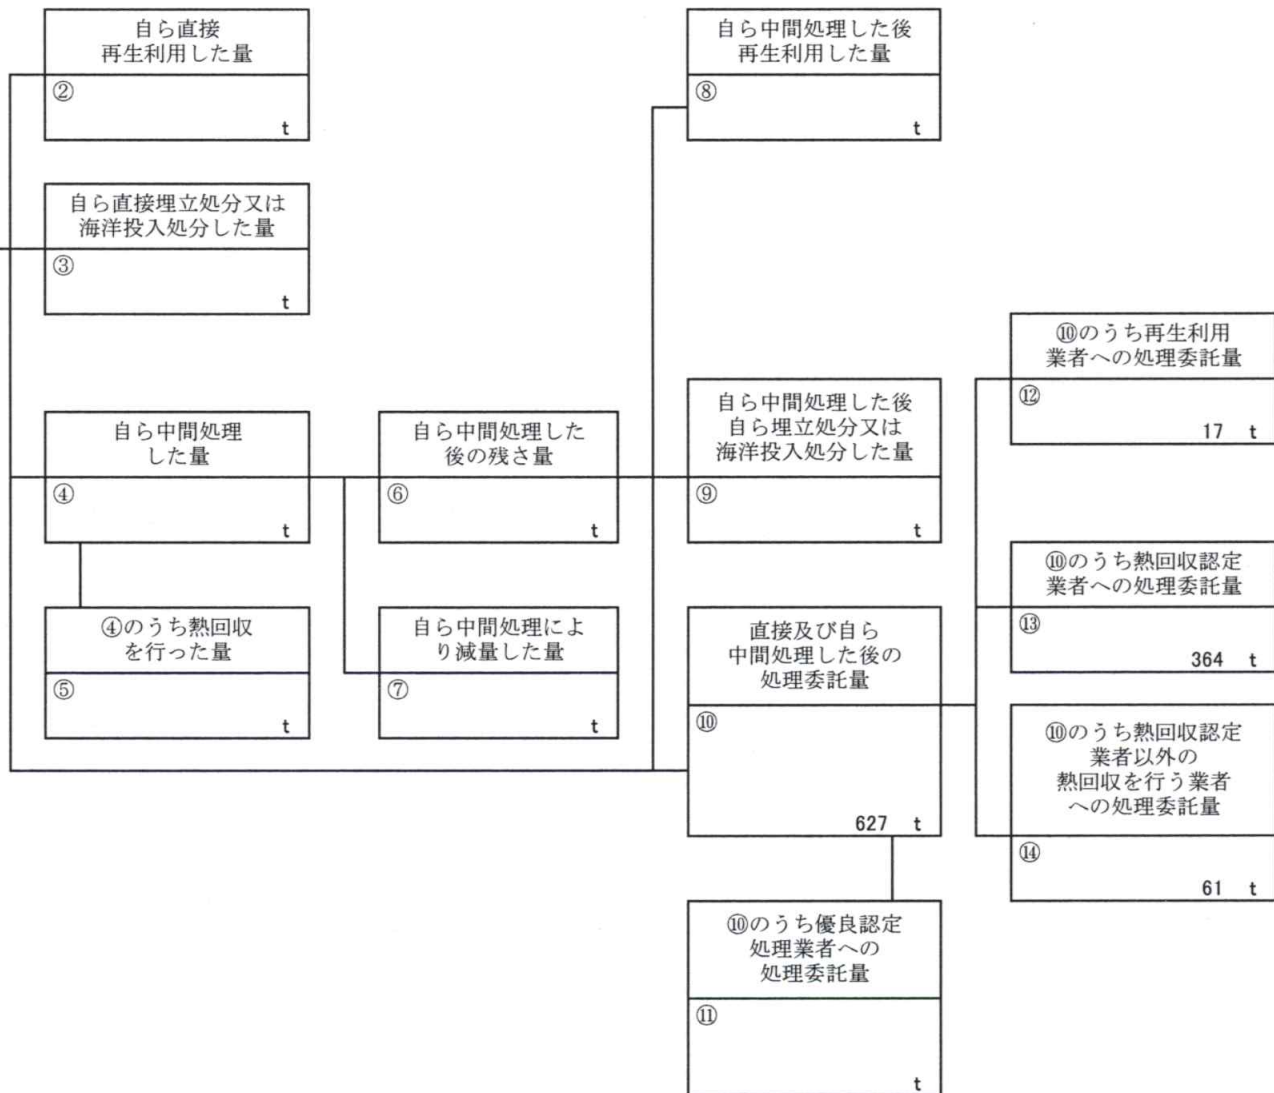 自ら直接
再生利用した量
②
t
自ら中間処理した後
再生利用した量
⑧
t
自ら直接埋立処分又は
海洋投入処分した量
③
t
⑩のうち再生利用
業者への処理委託量
⑫
17 t
自ら中間処理
した量
④
t
自ら中間処理した
後の残さ量
⑥
t
自ら中間処理した後
自ら埋立処分又は
海洋投入処分した量
⑨
t
⑩のうち熱回収認定
業者への処理委託量
⑬
364 t
④のうち熱回収
を行った量
⑤
t
自ら中間処理によ
り減量した量
⑦
t
直接及び自ら
中間処理した後の
処理委託量
⑩
627 t
⑩のうち熱回収認定
業者以外の
熱回収を行う業者
への処理委託量
⑭
61 t
⑩のうち優良認定
処理業者への
処理委託量
⑪
t